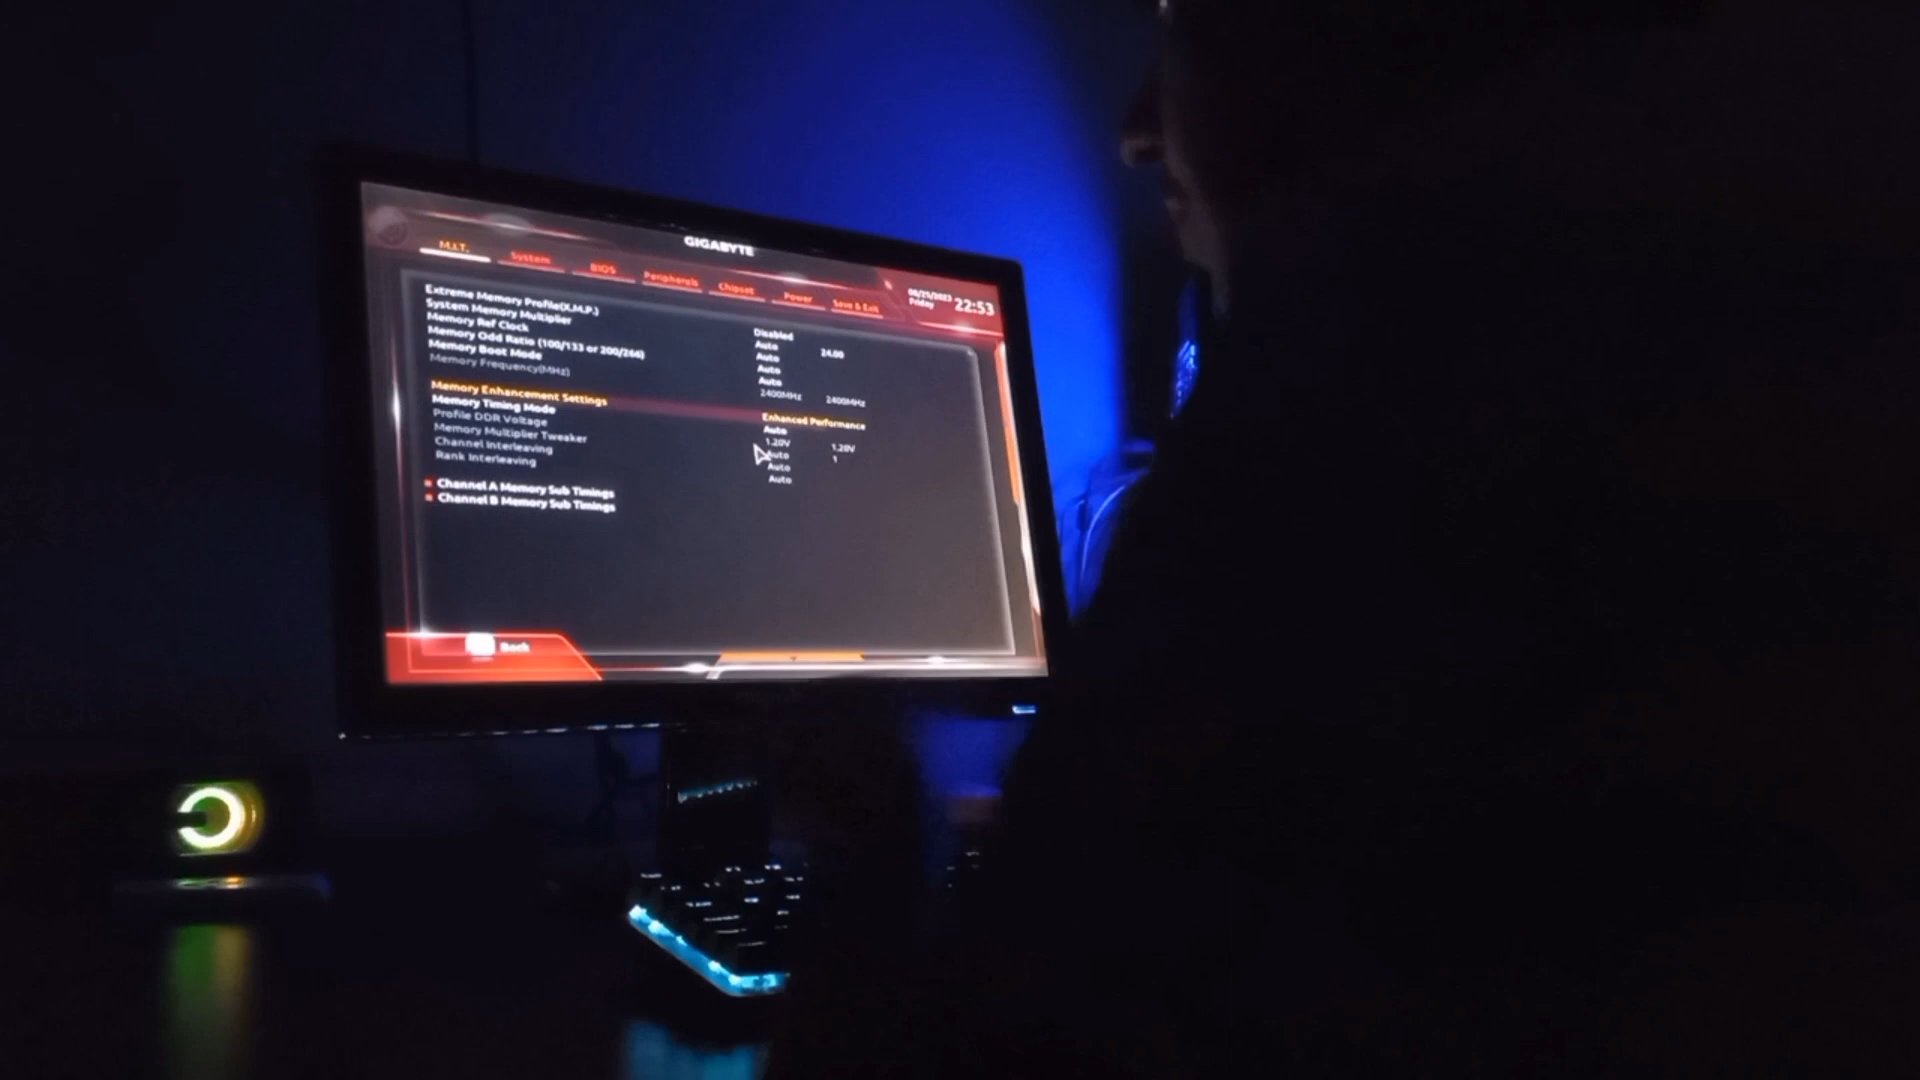 GIGABYTE
M.I.T. System BIOS Peripherals Chipset Power Save & Exit
08/25/2023 Friday 22:53
Extreme Memory Profile(X.M.P.) Disabled
System Memory Multiplier Auto 24.00
Memory Ref Clock Auto
Memory Odd Ratio (100/133 or 200/266) Auto
Memory Boot Mode Auto
Memory Frequency(MHz) 2400MHz 2400MHz
Memory Enhancement Settings Enhanced Performance
Memory Timing Mode Auto
Profile DDR Voltage 1.20V 1.20V
Memory Multiplier Tweaker Auto 1
Channel Interleaving Auto
Rank Interleaving Auto
Channel A Memory Sub Timings
Channel B Memory Sub Timings
Back